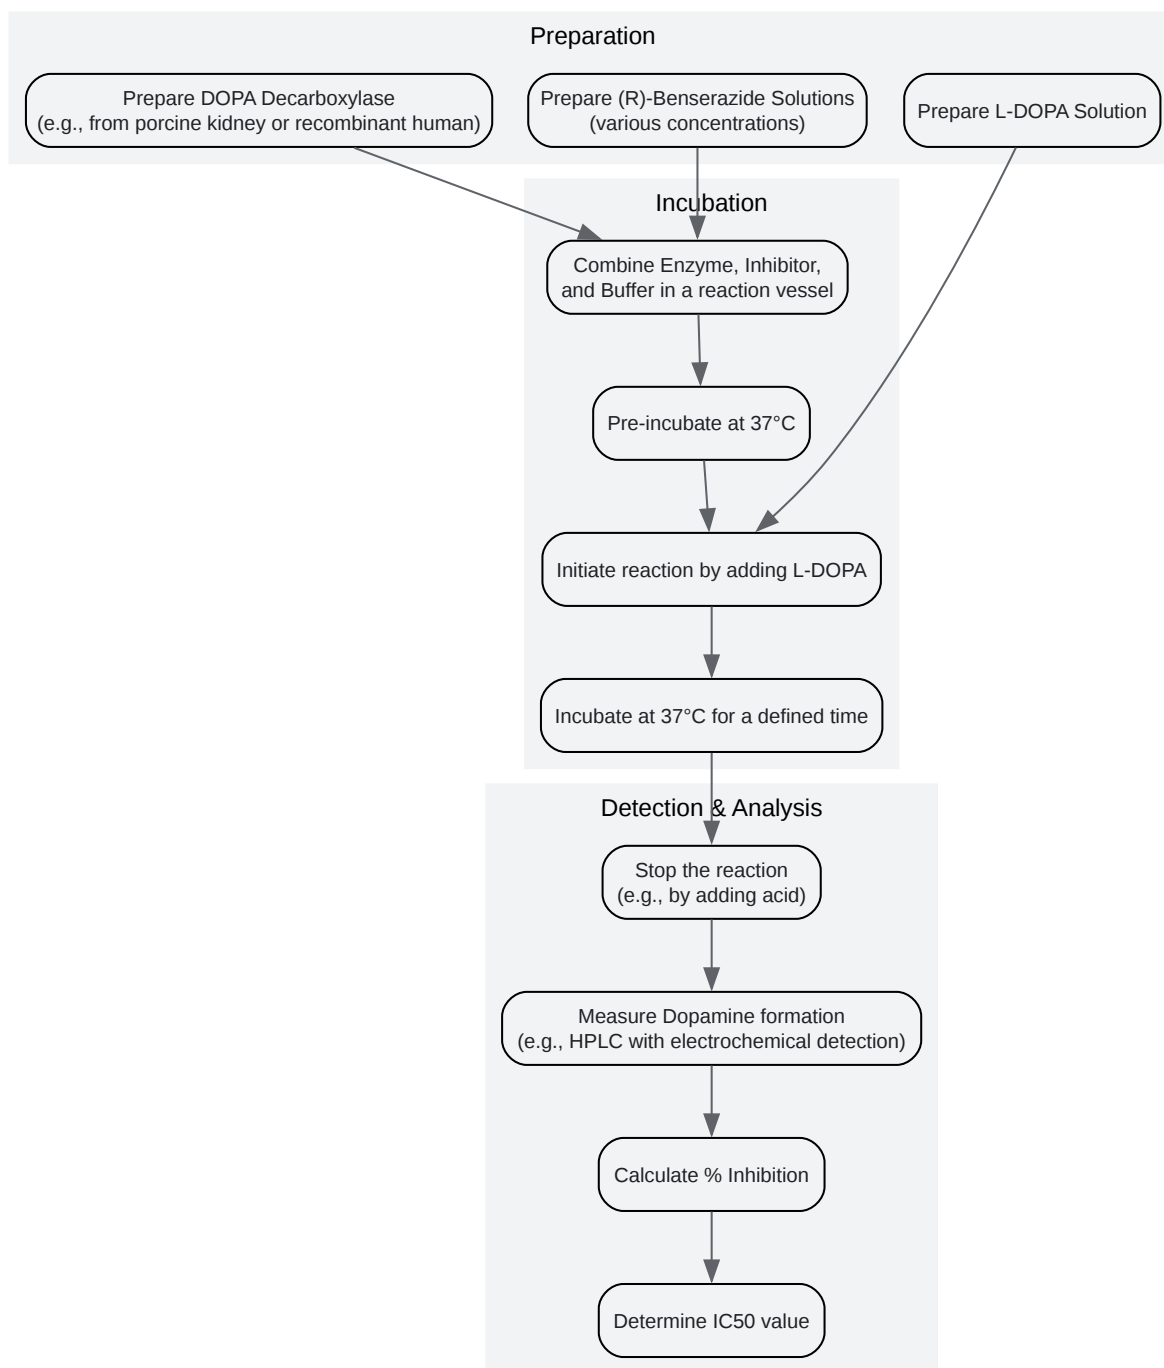 Preparation
Prepare DOPA Decarboxylase
(e.g., from porcine kidney or recombinant human)
Prepare (R)-Benserazide Solutions
(various concentrations)
Prepare L-DOPA Solution
Incubation
Combine Enzyme, Inhibitor,
and Buffer in a reaction vessel
Pre-incubate at 37°C
Initiate reaction by adding L-DOPA
Incubate at 37°C for a defined time
Detection & Analysis
Stop the reaction
(e.g., by adding acid)
Measure Dopamine formation
(e.g., HPLC with electrochemical detection)
Calculate % Inhibition
Determine IC50 value